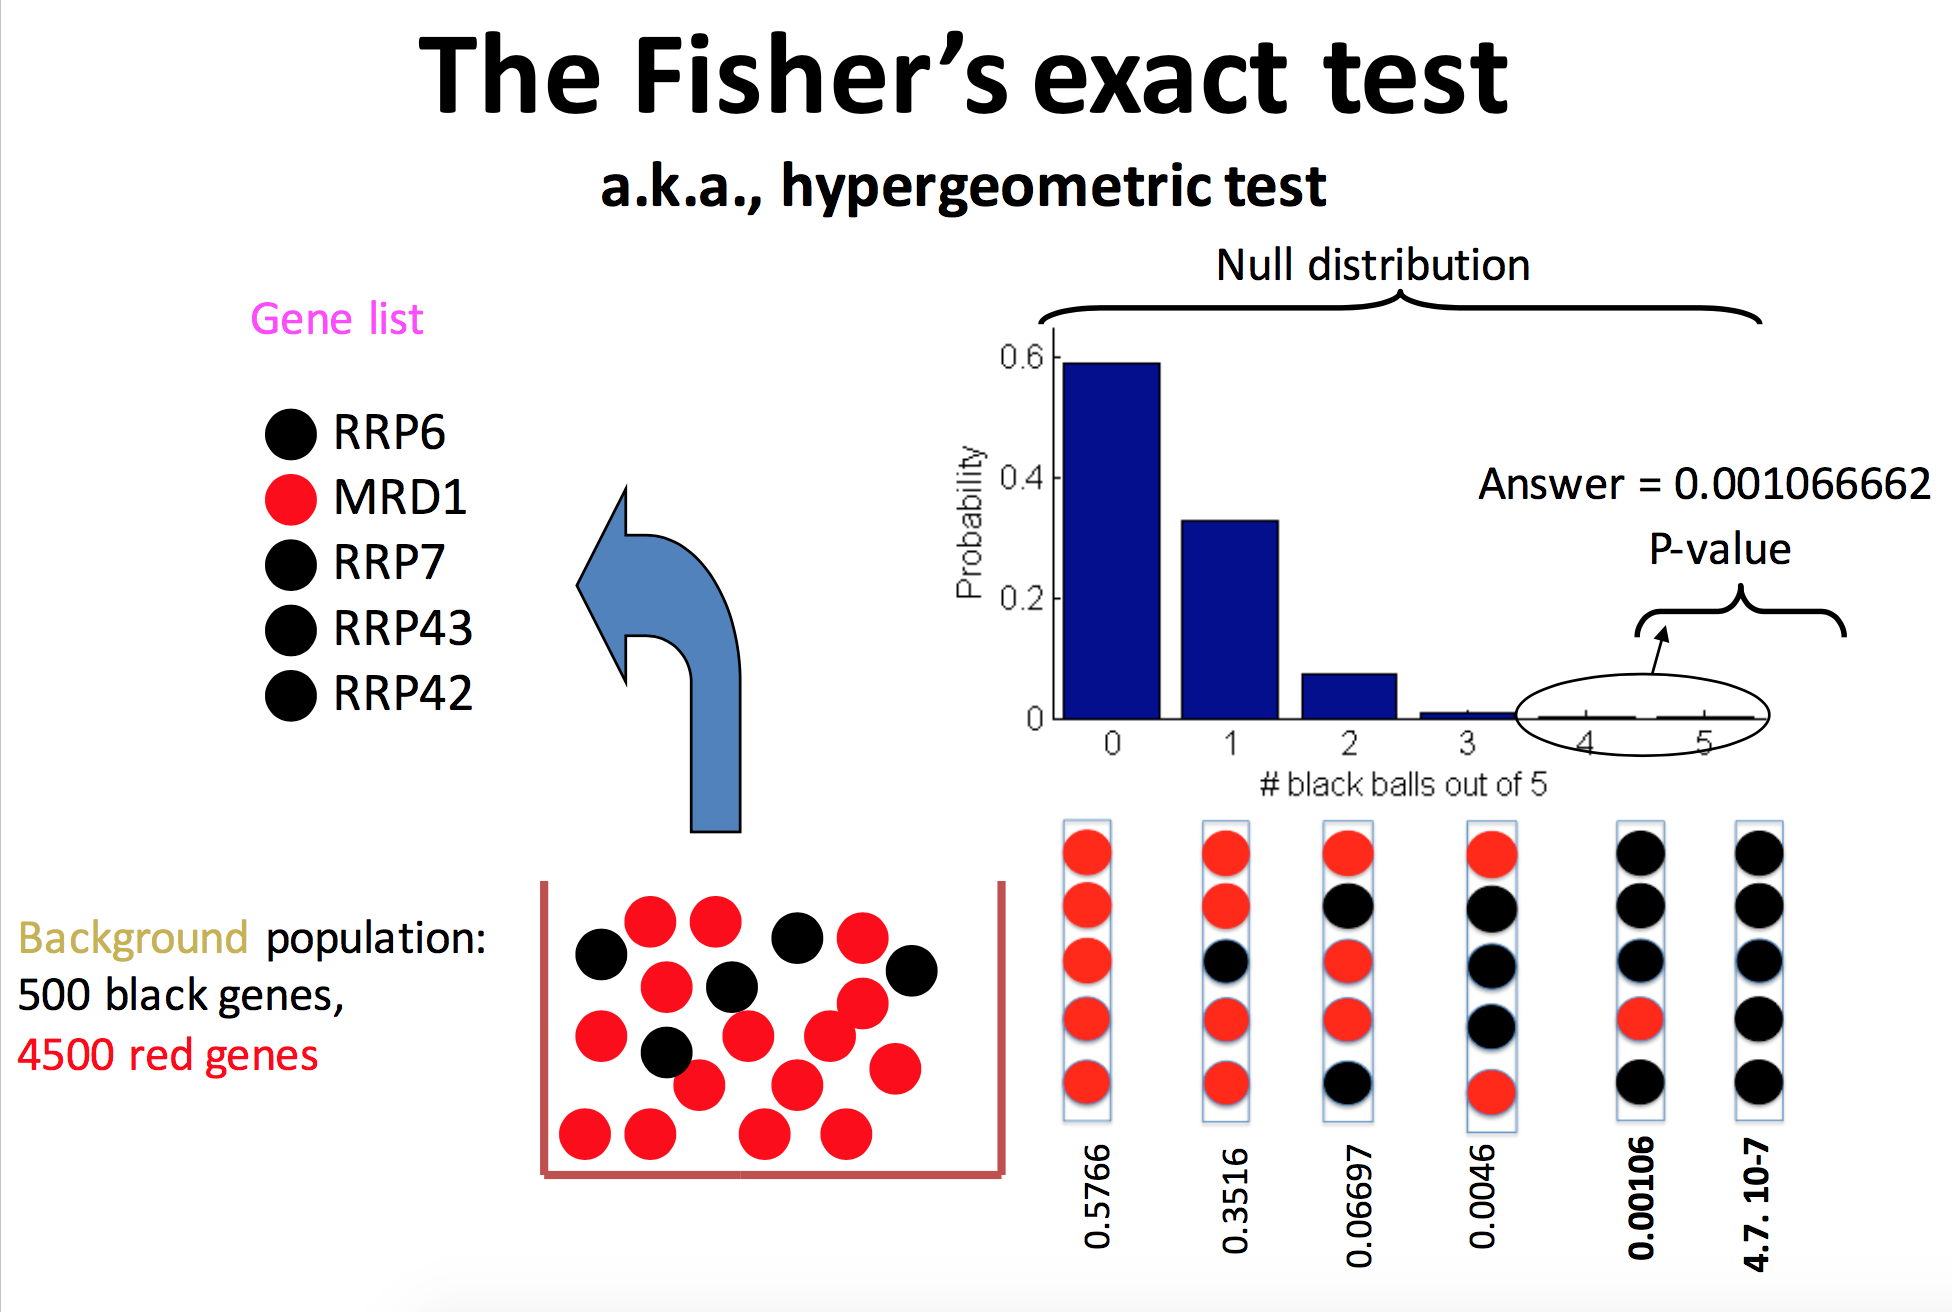 The Fisher’s exact test
a.k.a., hypergeometric test
Gene list
RRP6
MRD1
RRP7
RRP43
RRP42
Background population:
500 black genes,
4500 red genes
Null distribution
Probability
0.6
0.4
0.2
0
0 1 2 3 4 5
# black balls out of 5
Answer = 0.001066662
P-value
0.5766
0.3516
0.06697
0.0046
0.00106
4.7. 10-7